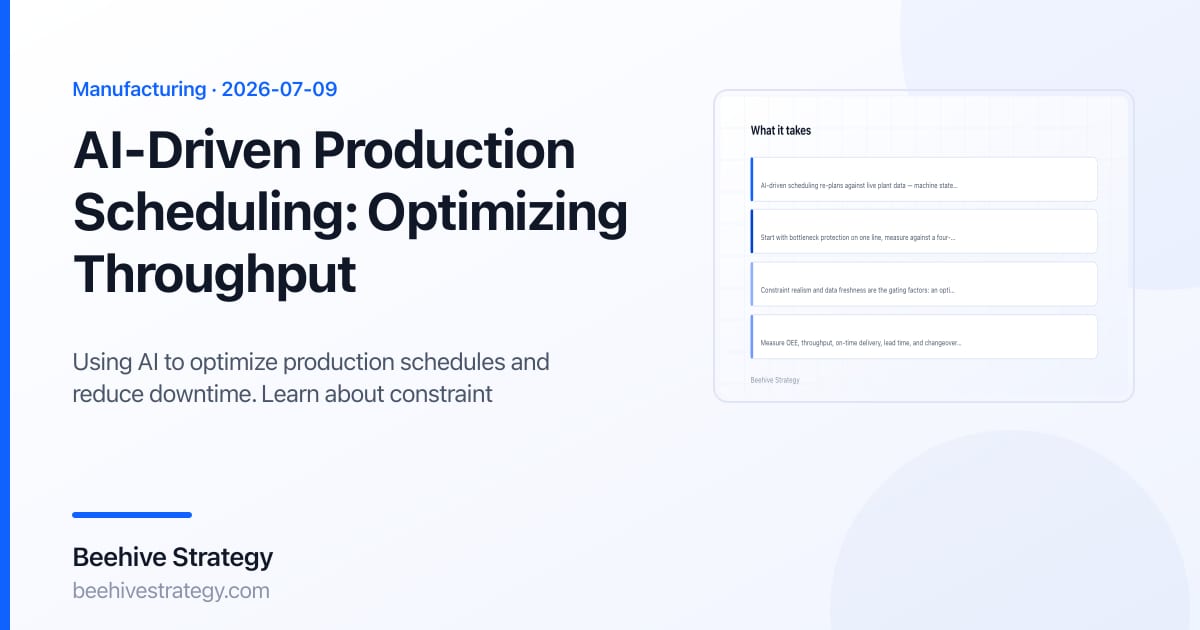 Manufacturing · 2026-07-09
AI-Driven Production
Scheduling: Optimizing
Throughput
Using AI to optimize production schedules and
reduce downtime. Learn about constraint
Beehive Strategy
beehivestrategy.com
What it takes
AI-driven scheduling re-plans against live plant data — machine state...
Start with bottleneck protection on one line, measure against a four-...
Constraint realism and data freshness are the gating factors: an opti...
Measure OEE, throughput, on-time delivery, lead time, and changeover...
Beehive Strategy